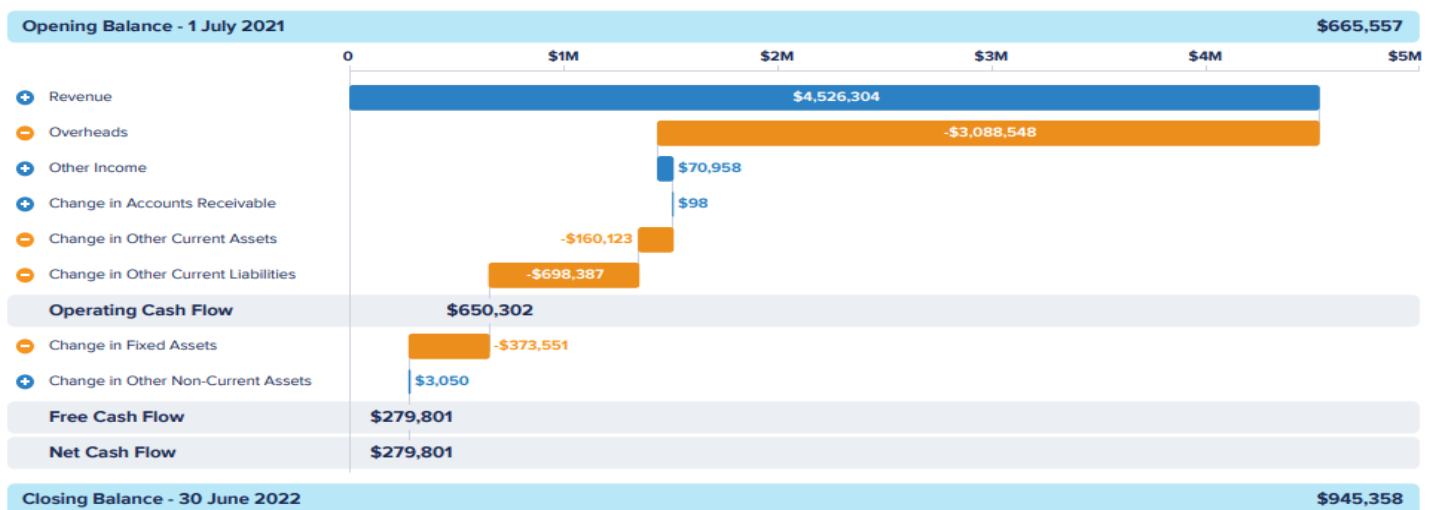 Opening Balance - 1 July 2021 $665,557
0 $1M $2M $3M $4M $5M
Revenue $4,526,304
Overheads -$3,088,548
Other Income $70,958
Change in Accounts Receivable $98
Change in Other Current Assets -$160,123
Change in Other Current Liabilities -$698,387
Operating Cash Flow $650,302
Change in Fixed Assets -$373,551
Change in Other Non-Current Assets $3,050
Free Cash Flow $279,801
Net Cash Flow $279,801
Closing Balance - 30 June 2022 $945,358